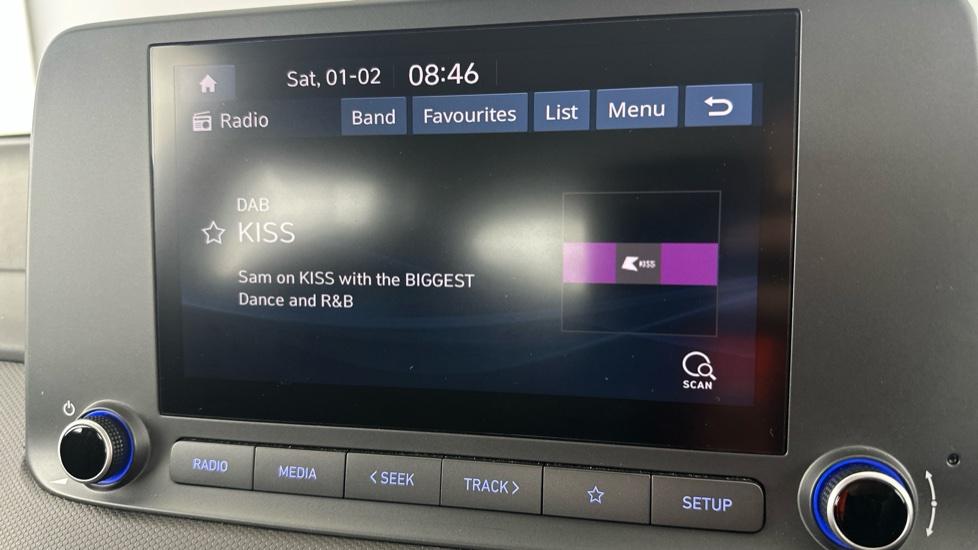 Sat, 01-02 08:46
Radio Band Favourites List Menu
DAB
KISS
KISS
Sam on KISS with the BIGGEST
Dance and R&B
SCAN
RADIO MEDIA < SEEK TRACK > SETUP